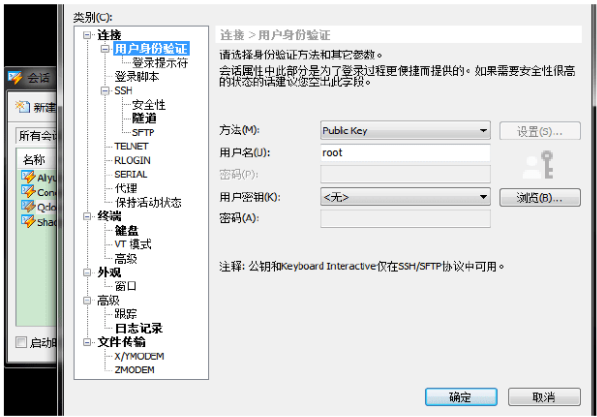 类别(C):
连接
用户身份验证
登录提示符
登录脚本
SSH
安全性
隧道
SFTP
TELNET
RLOGIN
SERIAL
代理
保持活动状态
终端
键盘
VT 模式
高级
外观
窗口
高级
跟踪
日志记录
文件传输
X/YMODEM
ZMODEM
连接 > 用户身份验证
请选择身份验证方法和其它参数。
会话属性中此部分是为了登录过程更便捷而提供的。如果需要安全性很高
的状态的话建议您空出此字段。
方法(M):
Public Key
设置(S)...
用户名(U):
root
密码(P):
用户密钥(K):
<无>
浏览(B)...
密码(A):
注释: 公钥和Keyboard Interactive仅在SSH/SFTP协议中可用。
确定
取消
会话
新建
所有会
名称
Aliyu
Con
Qclo
Shad
启动时